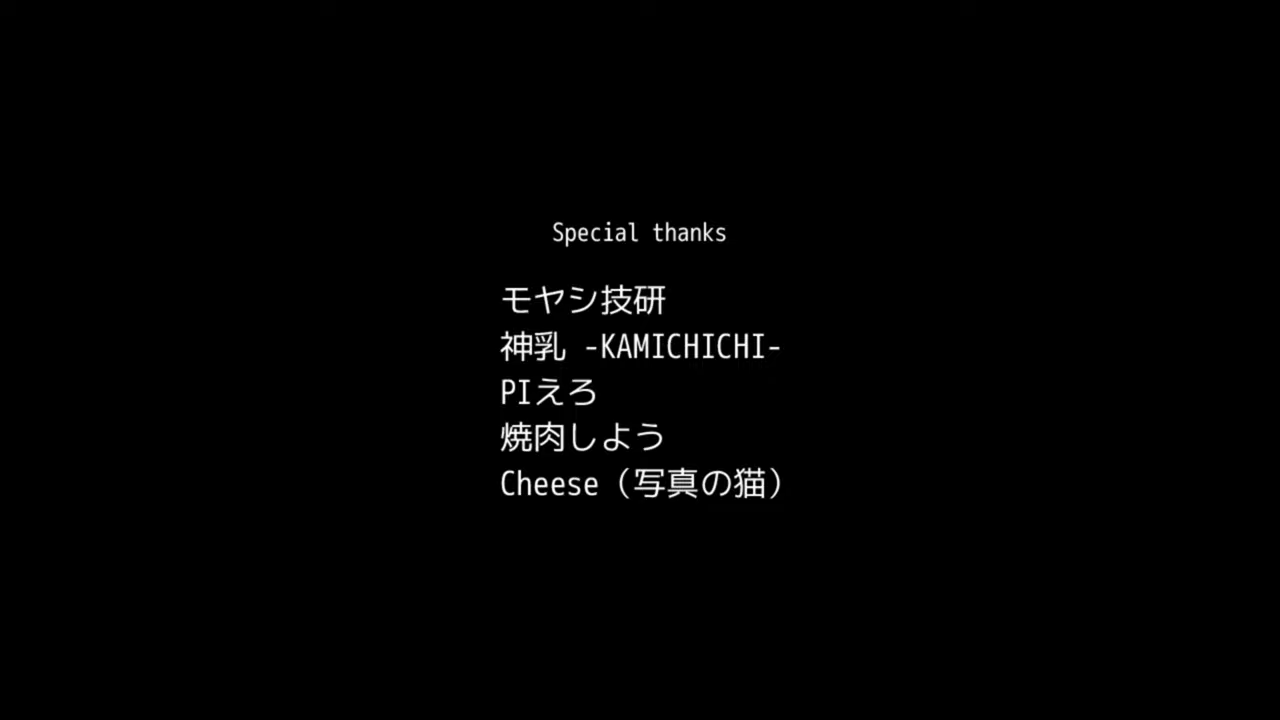 Special thanks
モヤシ技研
神乳 -KAMICHICHI-
PIえろ
焼肉しよう
Cheese（写真の猫）